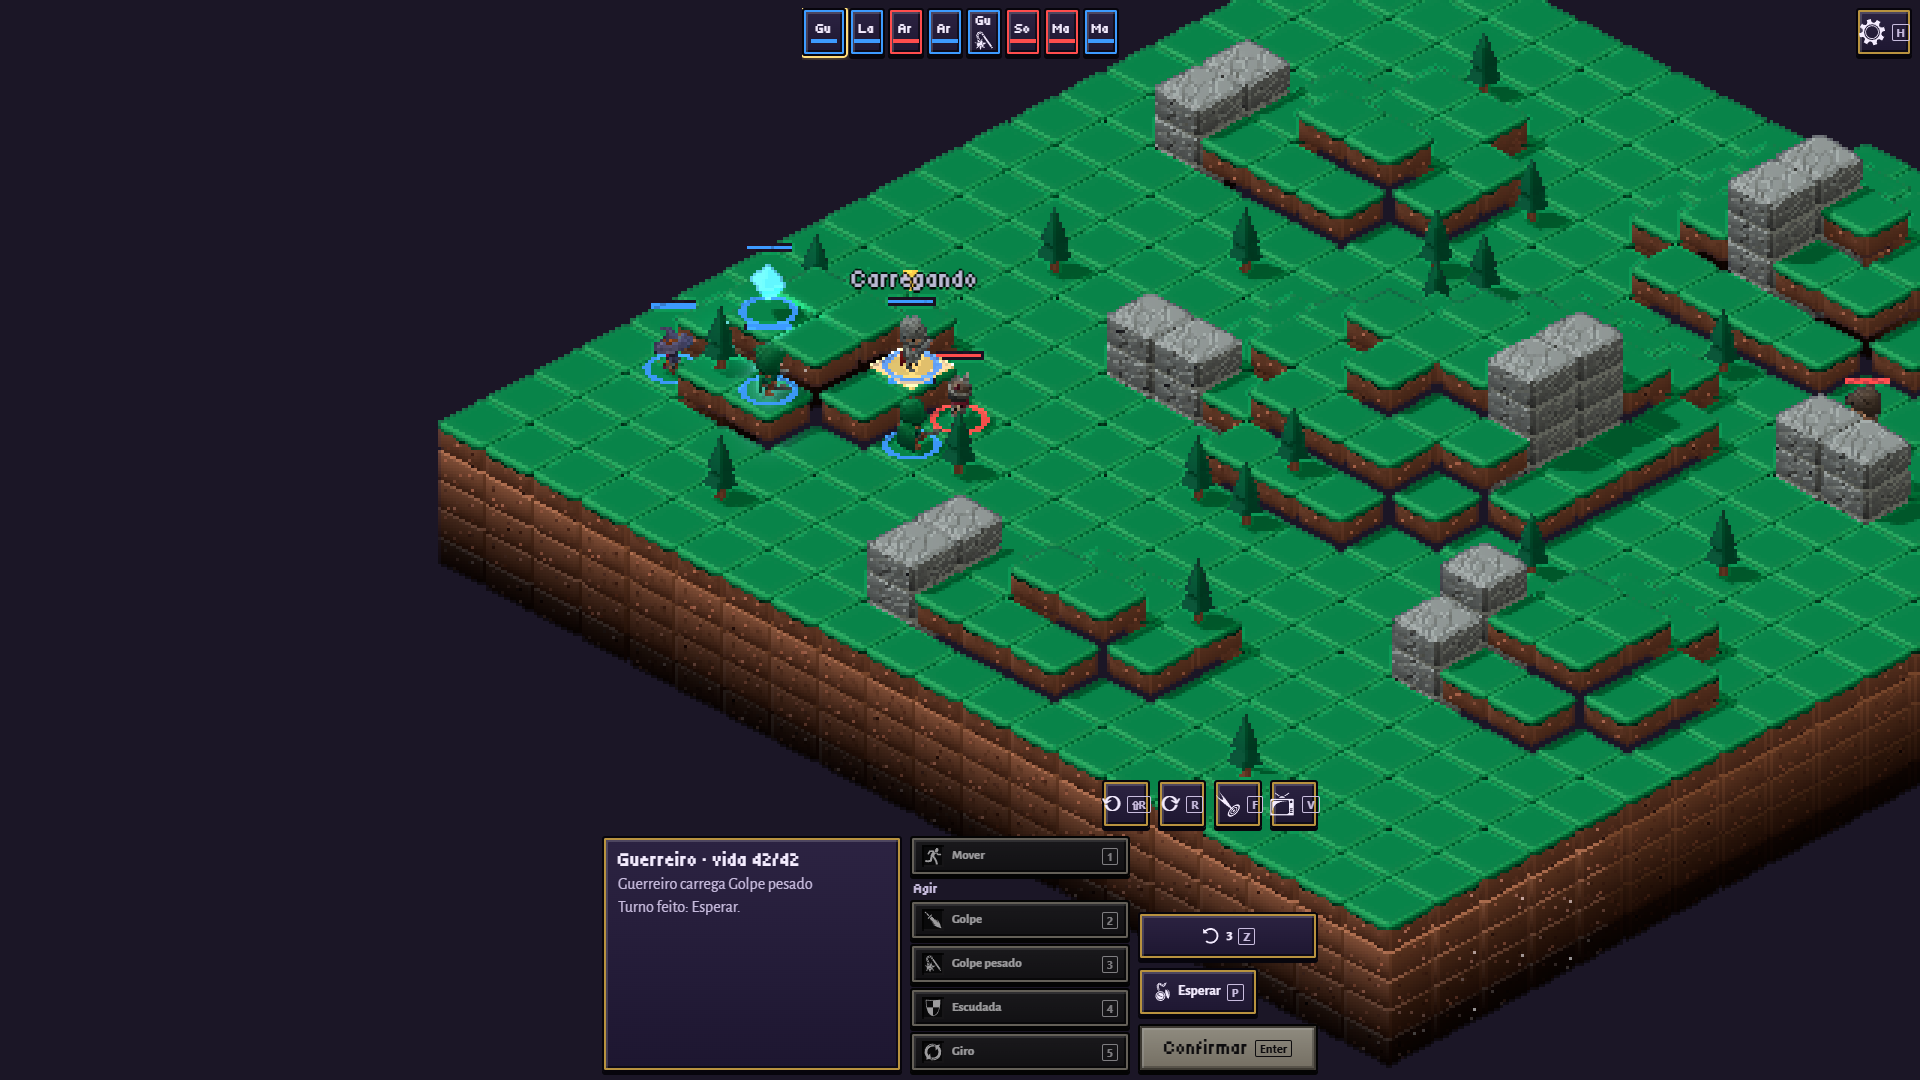 Gu
La
Ar
Ar
Gu
So
Ma
Ma
H
Carregando
⇧R
R
F
V
Guerreiro · vida 42/42
Guerreiro carrega Golpe pesado
Turno feito: Esperar.
Mover 1
Agir
Golpe 2
Golpe pesado 3
Escudada 4
Giro 5
3 Z
Esperar P
Confirmar Enter